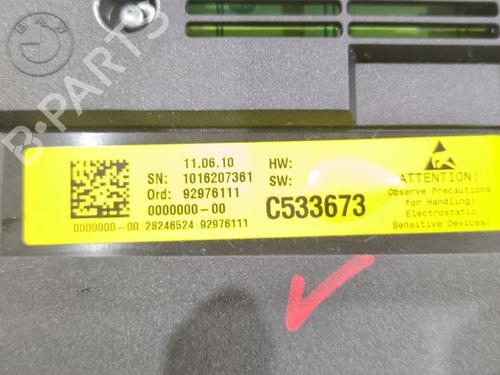 BMW
B-PARTS
11.06.10
HW:
SN: 1016207361
SW:
Ord: 92976111
0000000-00
C533673
0000000-00 28246524 92976111
ATTENTION!
Observe Precautions
for Handling!
Electrostatic
Sensitive Devices!